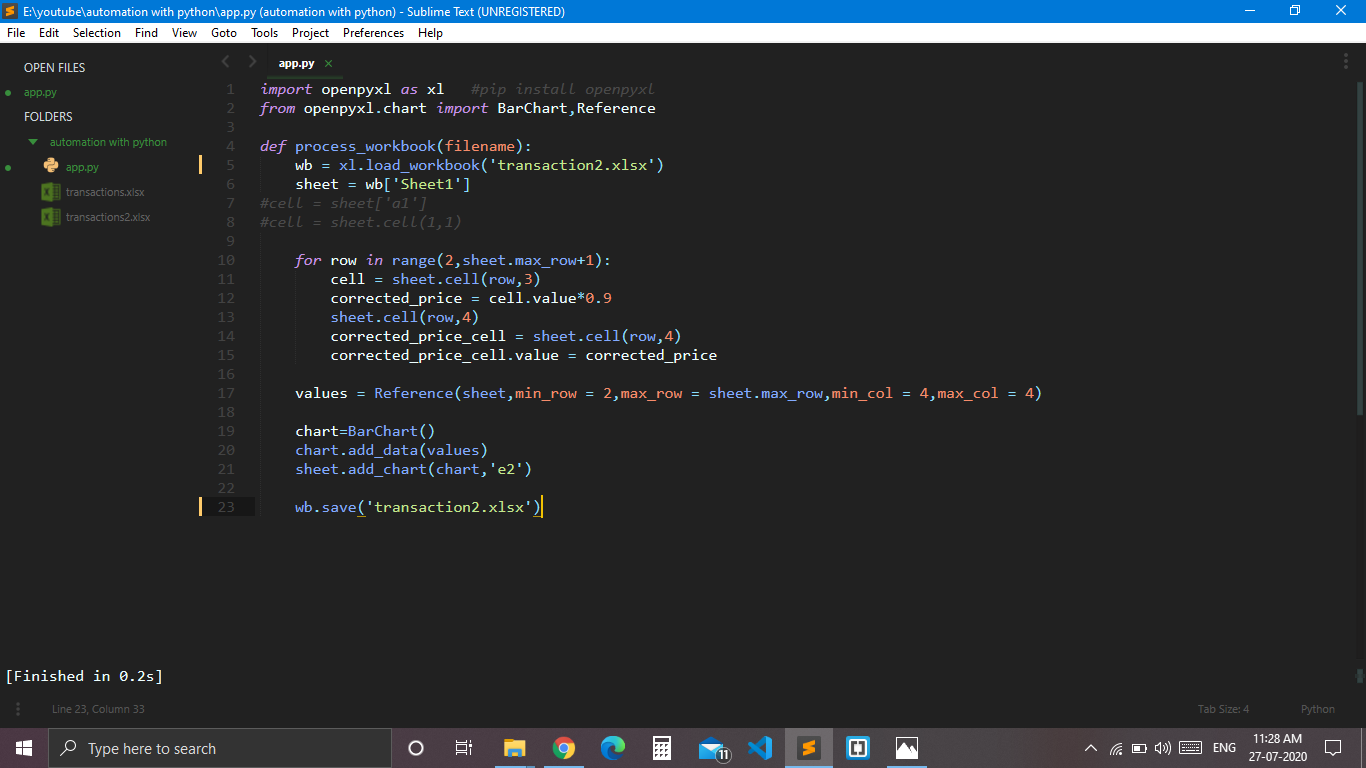 E:\youtube\automation with python\app.py (automation with python) - Sublime Text (UNREGISTERED)
File Edit Selection Find View Goto Tools Project Preferences Help
OPEN FILES
app.py
FOLDERS
automation with python
app.py
transactions.xlsx
transactions2.xlsx
app.py
1 import openpyxl as xl   #pip install openpyxl
2 from openpyxl.chart import BarChart,Reference
3
4 def process_workbook(filename):
5     wb = xl.load_workbook('transaction2.xlsx')
6     sheet = wb['Sheet1']
7 #cell = sheet['a1']
8 #cell = sheet.cell(1,1)
9
10     for row in range(2,sheet.max_row+1):
11         cell = sheet.cell(row,3)
12         corrected_price = cell.value*0.9
13         sheet.cell(row,4)
14         corrected_price_cell = sheet.cell(row,4)
15         corrected_price_cell.value = corrected_price
16
17     values = Reference(sheet,min_row = 2,max_row = sheet.max_row,min_col = 4,max_col = 4)
18
19     chart=BarChart()
20     chart.add_data(values)
21     sheet.add_chart(chart,'e2')
22
23     wb.save('transaction2.xlsx')
[Finished in 0.2s]
Line 23, Column 33 Tab Size: 4 Python
Type here to search
11
ENG
11:28 AM
27-07-2020